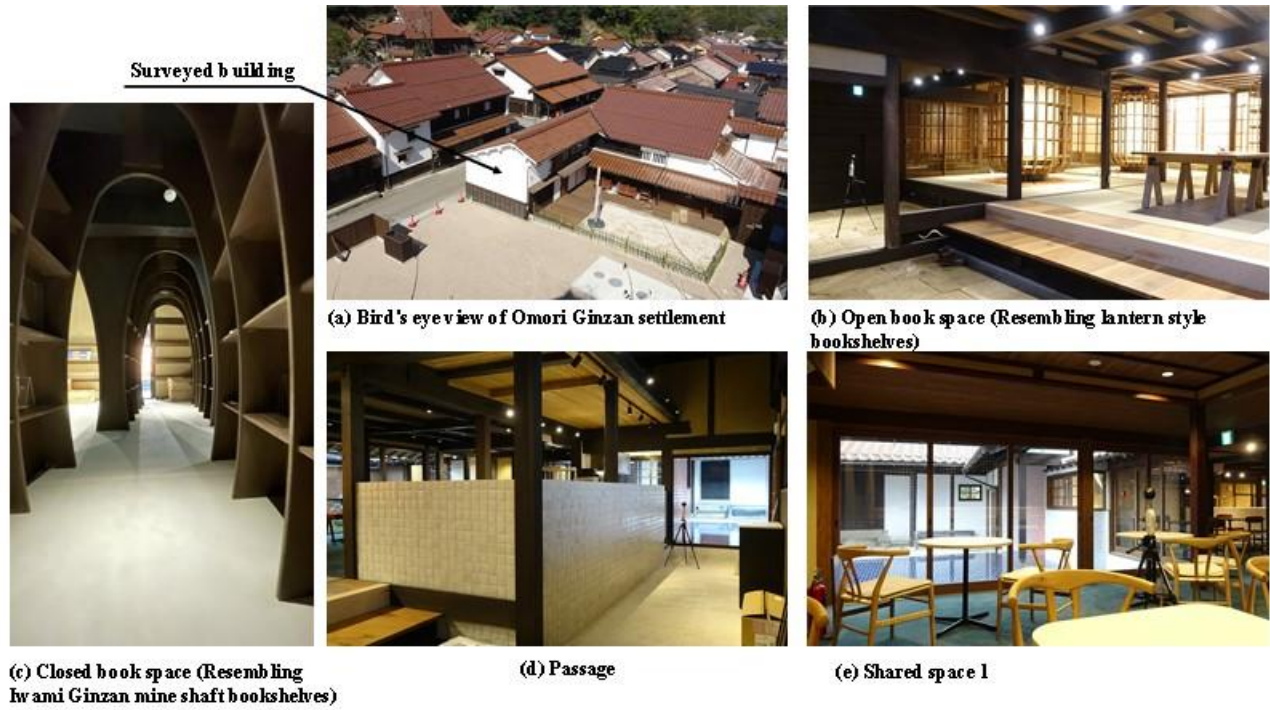 Surveyed building
(a) Bird's eye view of Omori Ginzan settlement
(b) Open book space (Resembling lantern style
bookshelves)
(c) Closed book space (Resembling
Iwami Ginzan mine shaft bookshelves)
(d) Passage
(e) Shared space 1